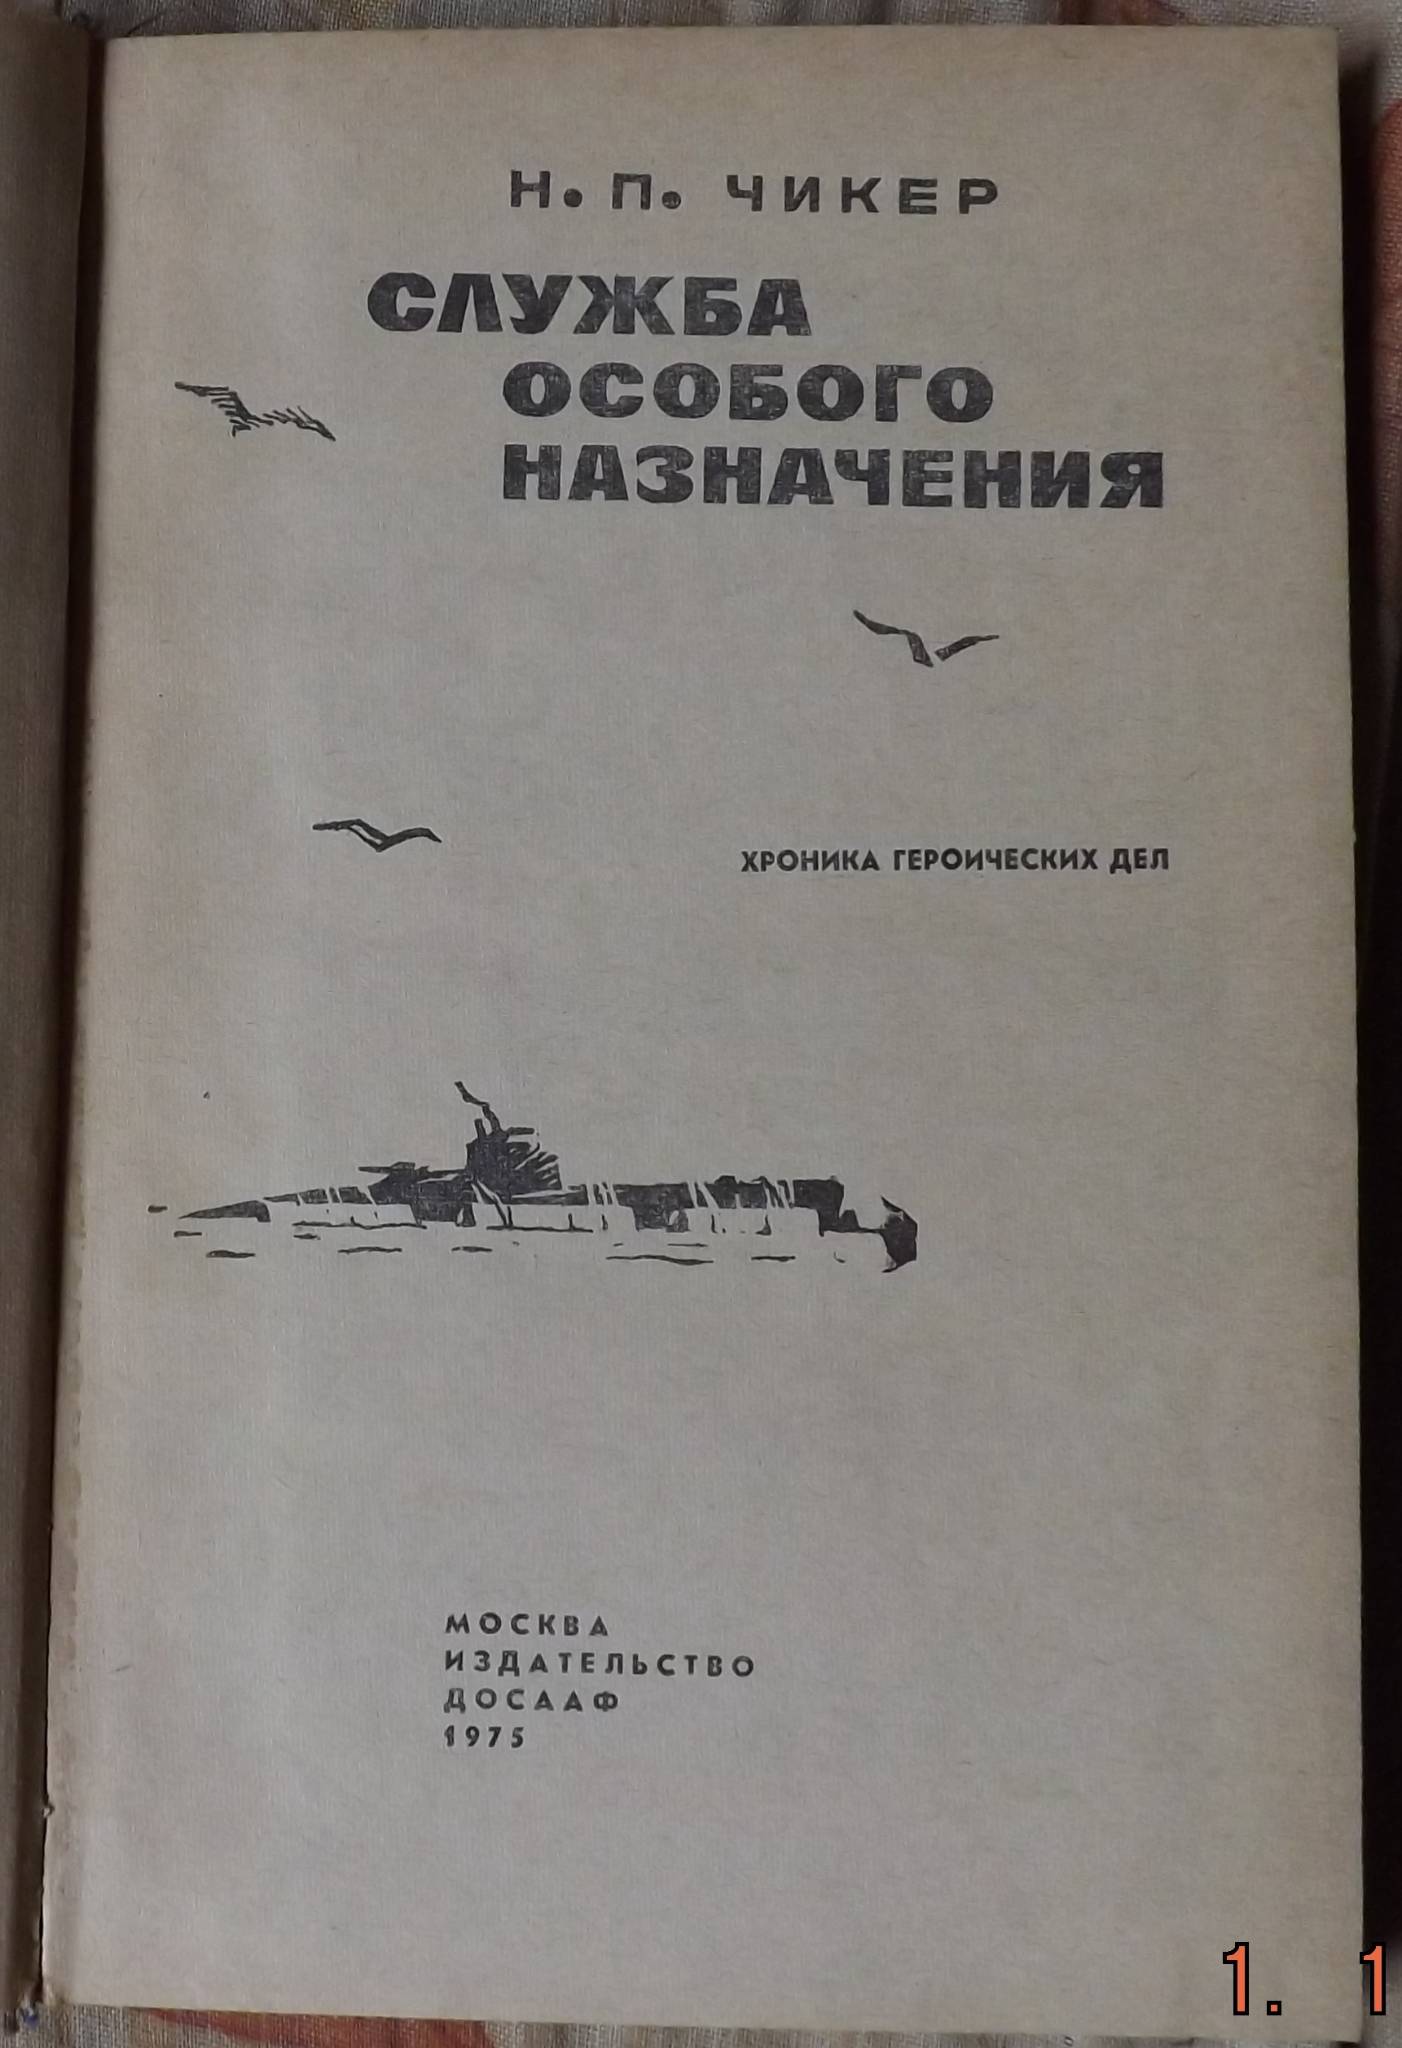 Н. П. ЧИКЕР
СЛУЖБА
ОСОБОГО
НАЗНАЧЕНИЯ
ХРОНИКА ГЕРОИЧЕСКИХ ДЕЛ
МОСКВА
ИЗДАТЕЛЬСТВО
ДОСААФ
1975
1. 1